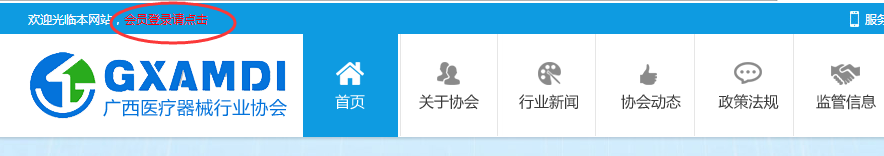 欢迎光临本网站，会员登录请点击
服务
GXAMDI
广西医疗器械行业协会
首页
关于协会
行业新闻
协会动态
政策法规
监管信息